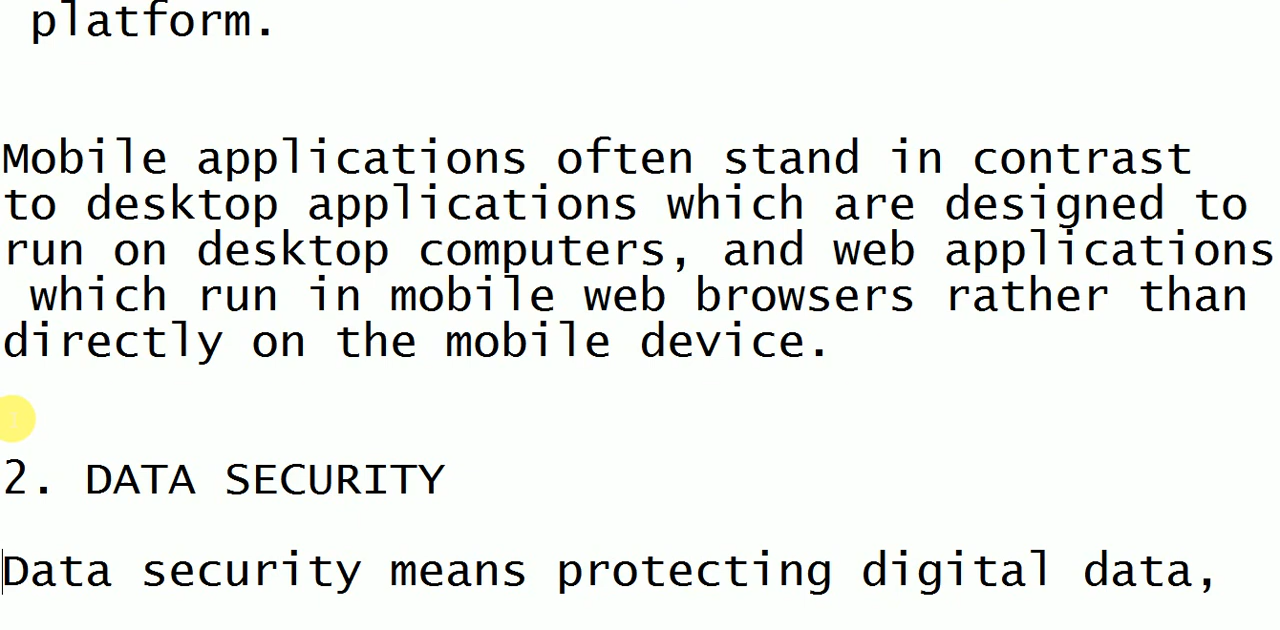 platform.
Mobile applications often stand in contrast
to desktop applications which are designed to
run on desktop computers, and web applications
which run in mobile web browsers rather than
directly on the mobile device.
2. DATA SECURITY
Data security means protecting digital data,